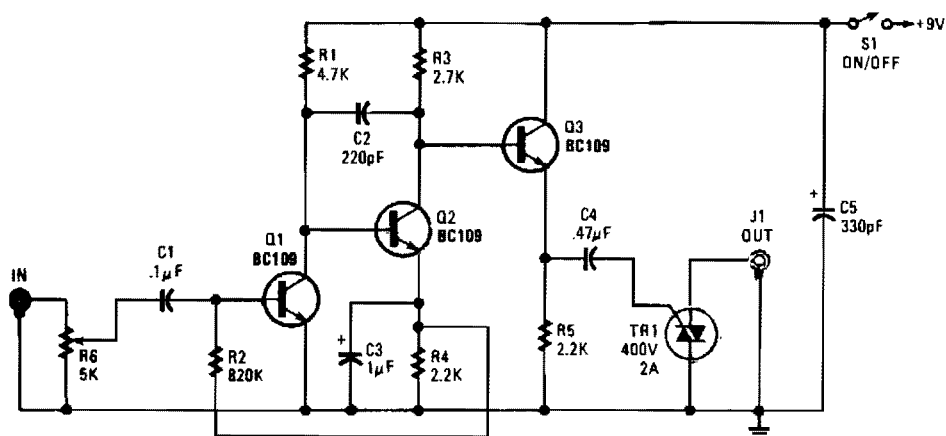 R1
4.7K
R3
2.7K
+9V
S1
ON/OFF
C2
220pF
Q3
BC109
Q2
BC109
Q1
BC109
C4
.47µF
J1
OUT
+
C5
330pF
IN
C1
.1µF
R6
5K
R2
820K
+
C3
1µF
R4
2.2K
R5
2.2K
TR1
400V
2A